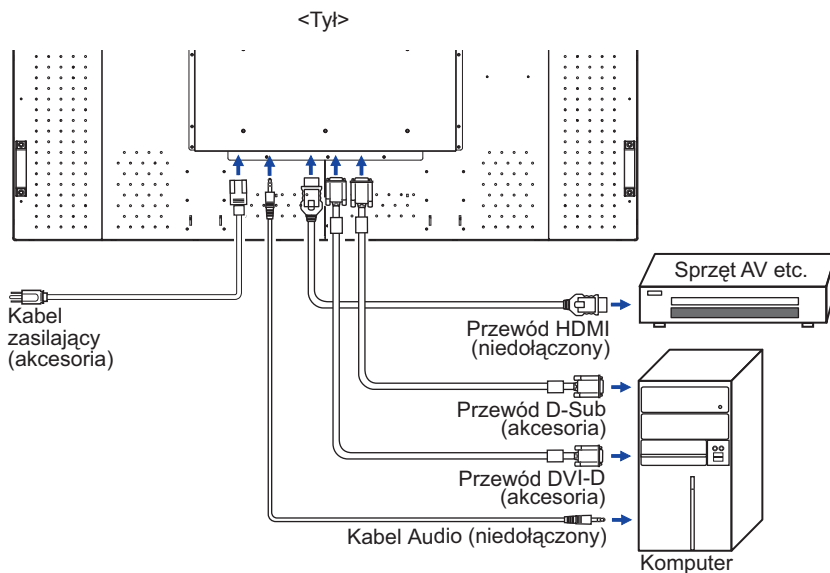 <Tył>
Sprzęt AV etc.
Kabel
zasilający
(akcesoria)
Przewód HDMI
(niedołączony)
Przewód D-Sub
(akcesoria)
Przewód DVI-D
(akcesoria)
Kabel Audio (niedołączony)
Komputer